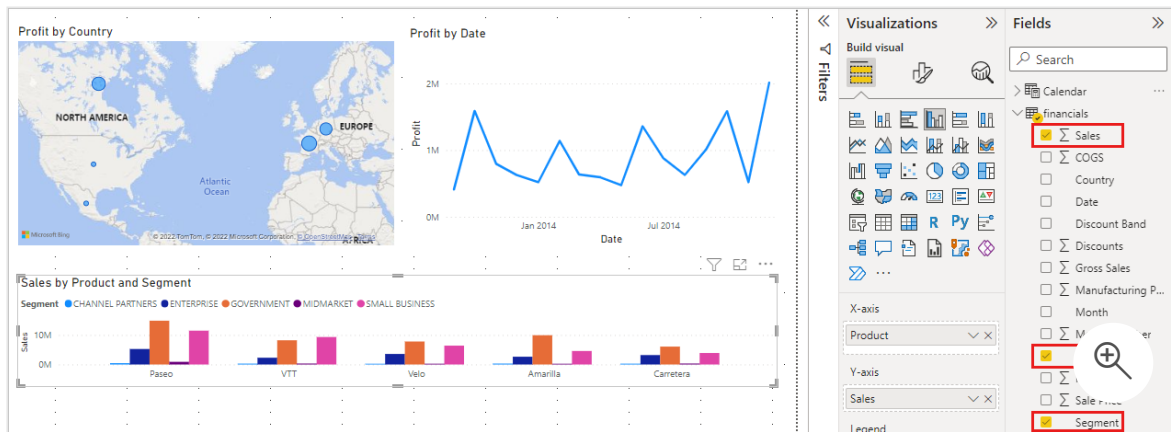 Profit by Country
NORTH AMERICA
EUROPE
Atlantic
Ocean
AFRICA
Microsoft Bing
© 2022 TomTom, © 2022 Microsoft Corporation, © OpenStreetMap Terms
Profit by Date
Profit
2M
1M
0M
Jan 2014
Jul 2014
Date
Sales by Product and Segment
Segment CHANNEL PARTNERS ENTERPRISE GOVERNMENT MIDMARKET SMALL BUSINESS
Sales
10M
0M
Paseo
VTT
Velo
Amarilla
Carretera
Filters
Visualizations
Build visual
123
R
Py
X-axis
Product
Y-axis
Sales
Legend
Fields
Search
Calendar
financials
Sales
COGS
Country
Date
Discount Band
Discounts
Gross Sales
Manufacturing P...
Month
Sale Price
Segment